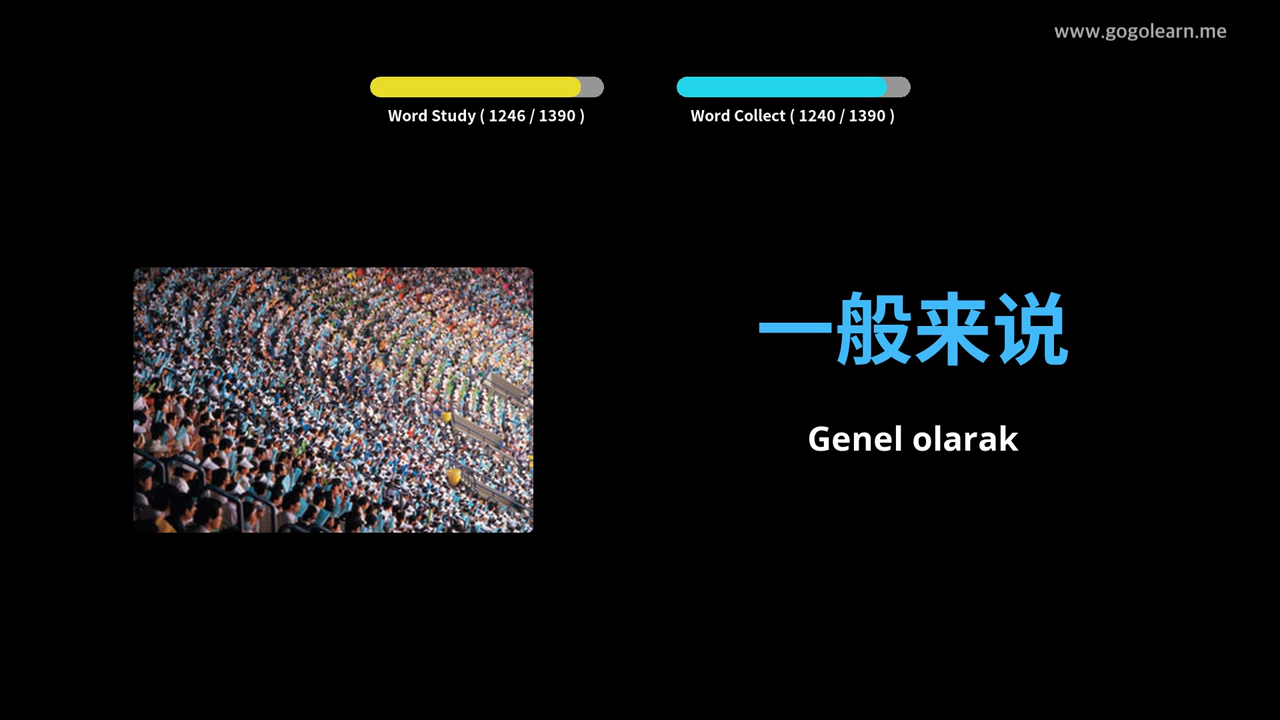 www.gogolearn.me
Word Study ( 1246 / 1390 )
Word Collect ( 1240 / 1390 )
一般来说
Genel olarak